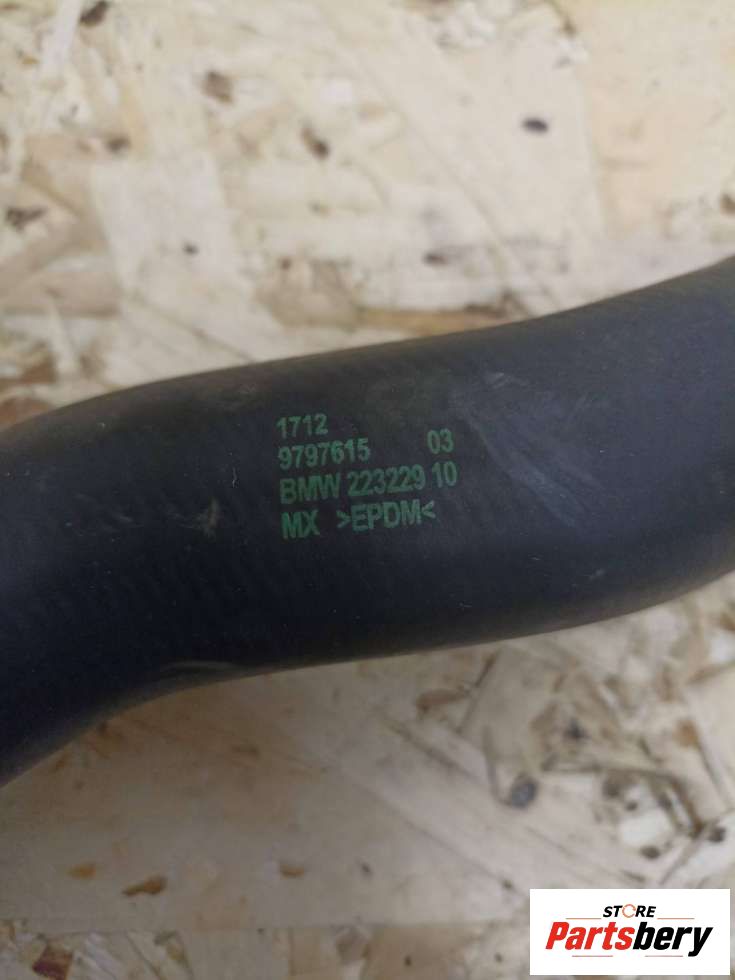 1712
9797615 03
BMW 223229 10
MX >EPDM<
STORE
Partsbery